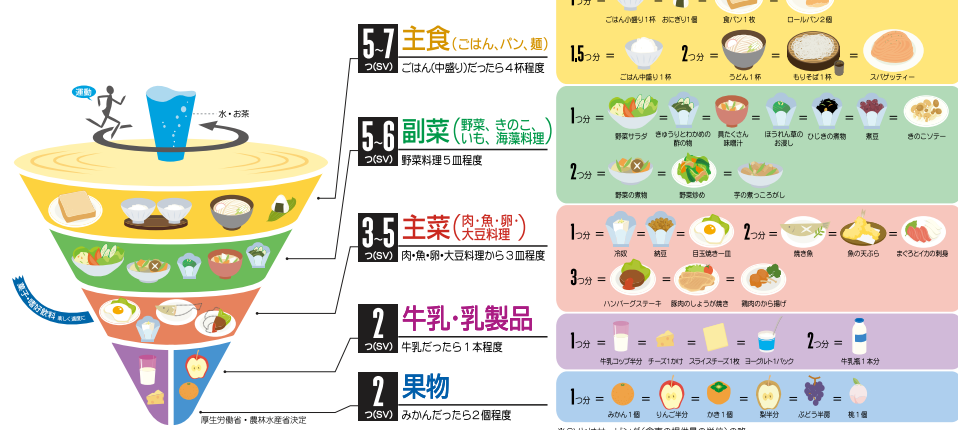 1つ分 = = = =
ごはん小盛り1杯 おにぎり1個 食パン1枚 ロールパン2個
1.5つ分 = 2つ分 = = =
ごはん中盛り1杯 うどん1杯 もりそば1杯 スパゲッティー
1つ分 = = = = = = =
野菜サラダ きゅうりとわかめの酢の物 具たくさん味噌汁 ほうれん草のお浸し ひじきの煮物 煮豆 きのこソテー
2つ分 = = =
野菜の煮物 野菜炒め 芋の煮っころがし
1つ分 = = = 2つ分 = = =
冷奴 納豆 目玉焼き一皿 焼き魚 魚の天ぷら まぐろとイカの刺身
3つ分 = = =
ハンバーグステーキ 豚肉のしょうが焼き 鶏肉のから揚げ
1つ分 = = = = 2つ分 =
牛乳コップ半分 チーズ1かけ スライスチーズ1枚 ヨーグルト1パック 牛乳瓶1本分
1つ分 = = = = = =
みかん1個 りんご半分 かき1個 梨半分 ぶどう半房 桃1個
5~7
つ(SV)
主食(ごはん、パン、麺)
ごはん(中盛り)だったら4杯程度
5~6
つ(SV)
副菜(野菜、きのこ、
いも、海藻料理)
野菜料理5皿程度
3~5
つ(SV)
主菜(肉・魚・卵・
大豆料理)
肉・魚・卵・大豆料理から3皿程度
2
つ(SV)
牛乳・乳製品
牛乳だったら1本程度
2
つ(SV)
果物
みかんだったら2個程度
運動
水・お茶
菓子・嗜好飲料 楽しく適度に
厚生労働省・農林水産省決定